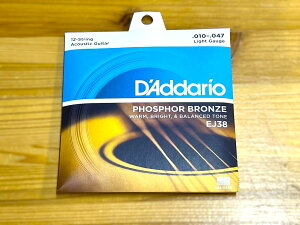 12-String
Acoustic Guitar
.010-.047
Light Gauge
D'Addario
PHOSPHOR BRONZE
WARM, BRIGHT, & BALANCED TONE
EJ38